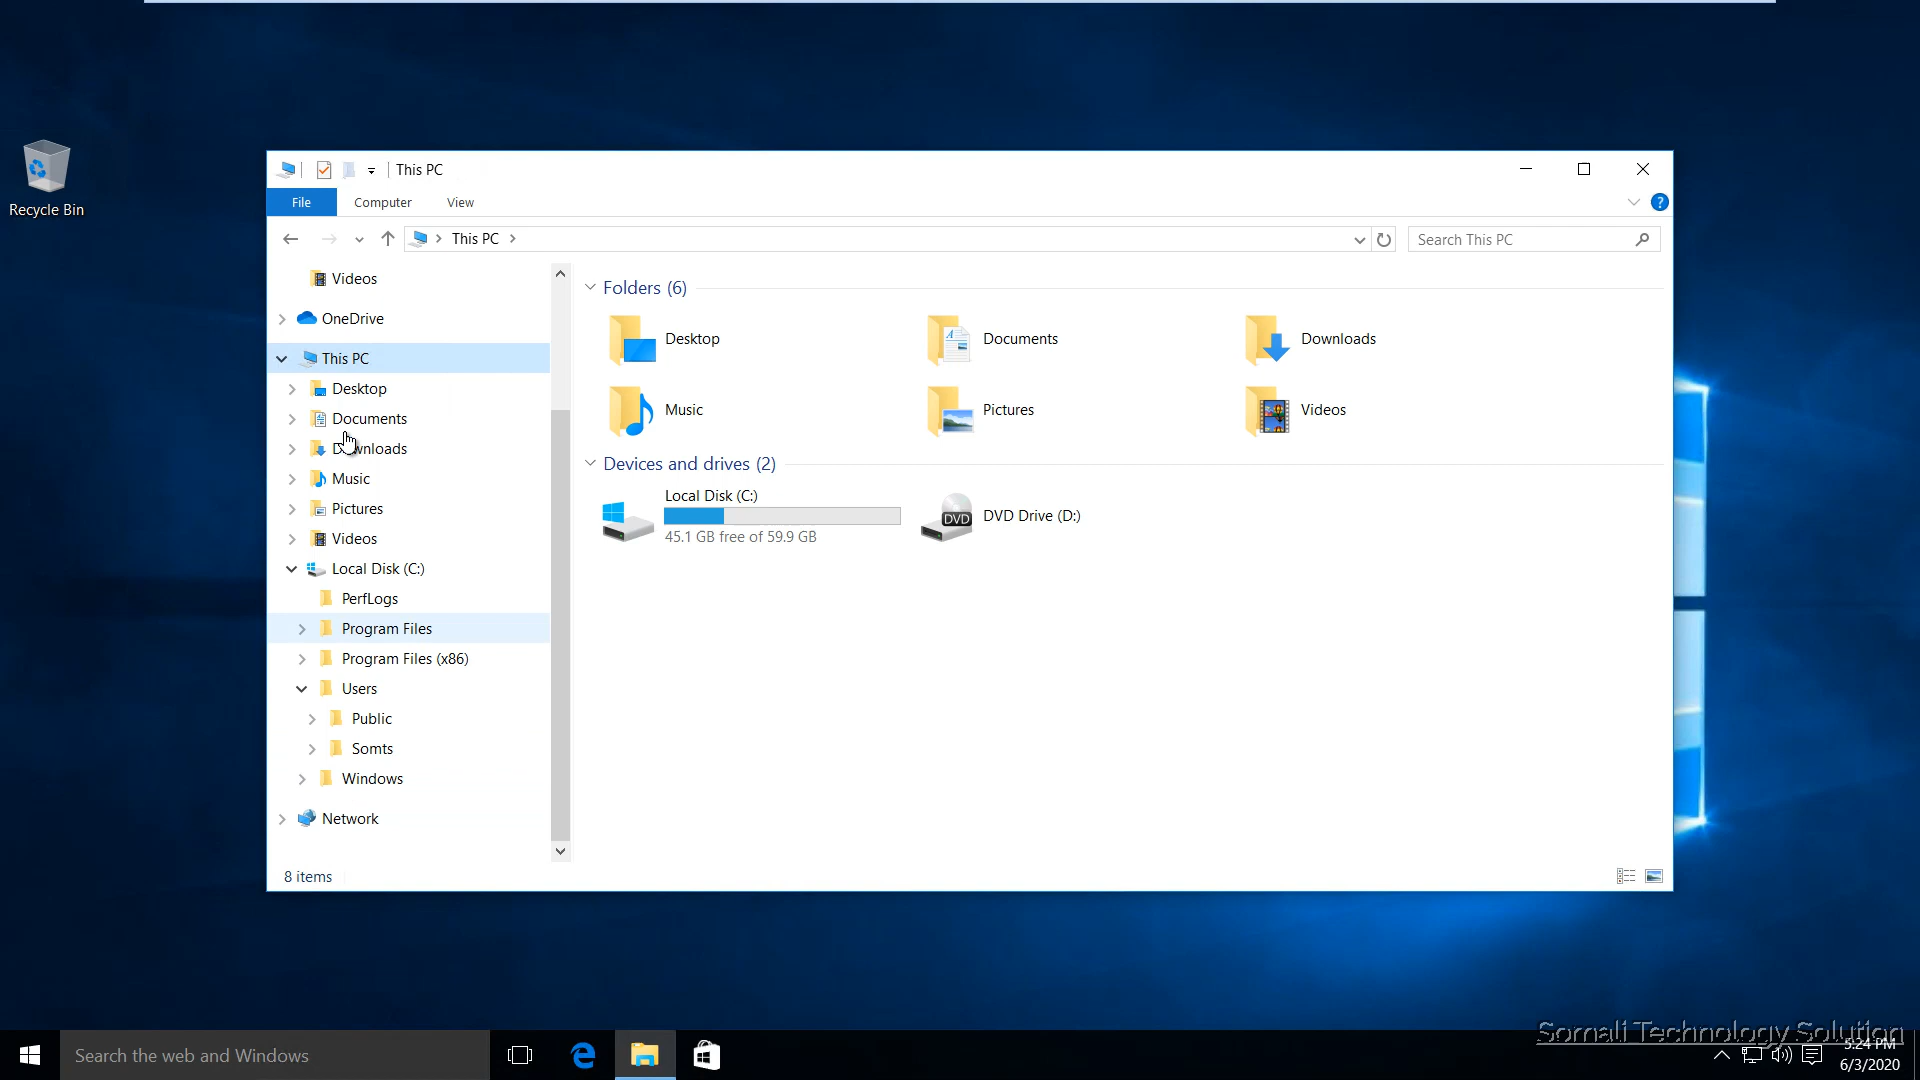 Recycle Bin
This PC
File
Computer
View
?
This PC
Search This PC
Videos
OneDrive
This PC
Desktop
Documents
Downloads
Music
Pictures
Videos
Local Disk (C:)
PerfLogs
Program Files
Program Files (x86)
Users
Public
Somts
Windows
Network
Folders (6)
Desktop
Documents
Downloads
Music
Pictures
Videos
Devices and drives (2)
Local Disk (C:)
45.1 GB free of 59.9 GB
DVD
DVD Drive (D:)
8 items
Search the web and Windows
Somali Technology Solution
5:24 PM
6/3/2020